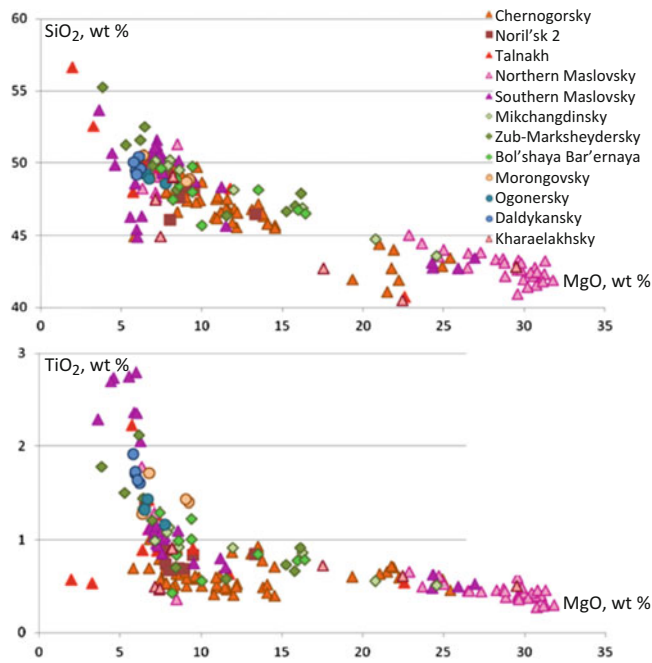 60
SiO2, wt %
55
50
45
40
MgO, wt %
0 5 10 15 20 25 30 35
Chernogorsky
Noril'sk 2
Talnakh
Northern Maslovsky
Southern Maslovsky
Mikchangdinsky
Zub-Marksheydersky
Bol'shaya Bar'ernaya
Morongovsky
Ogonersky
Daldykansky
Kharaelakhsky
3
TiO2, wt %
2
1
0
MgO, wt %
0 5 10 15 20 25 30 35